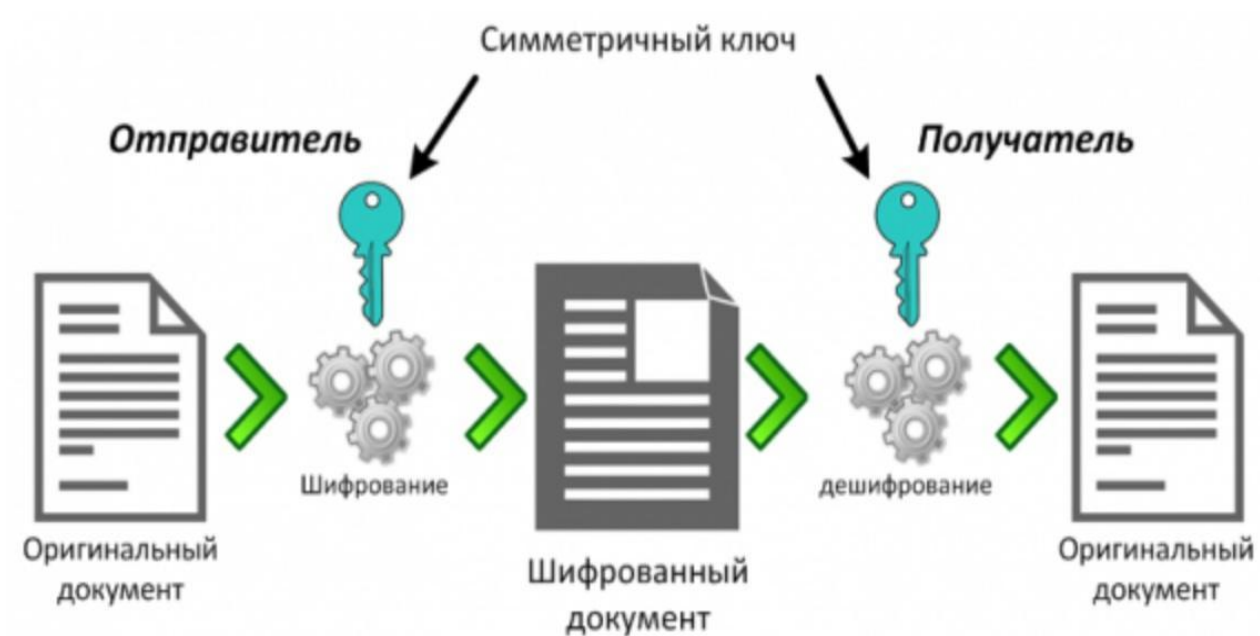 Симметричный ключ
Отправитель
Получатель
Шифрование
дешифрование
Оригинальный
документ
Шифрованный
документ
Оригинальный
документ